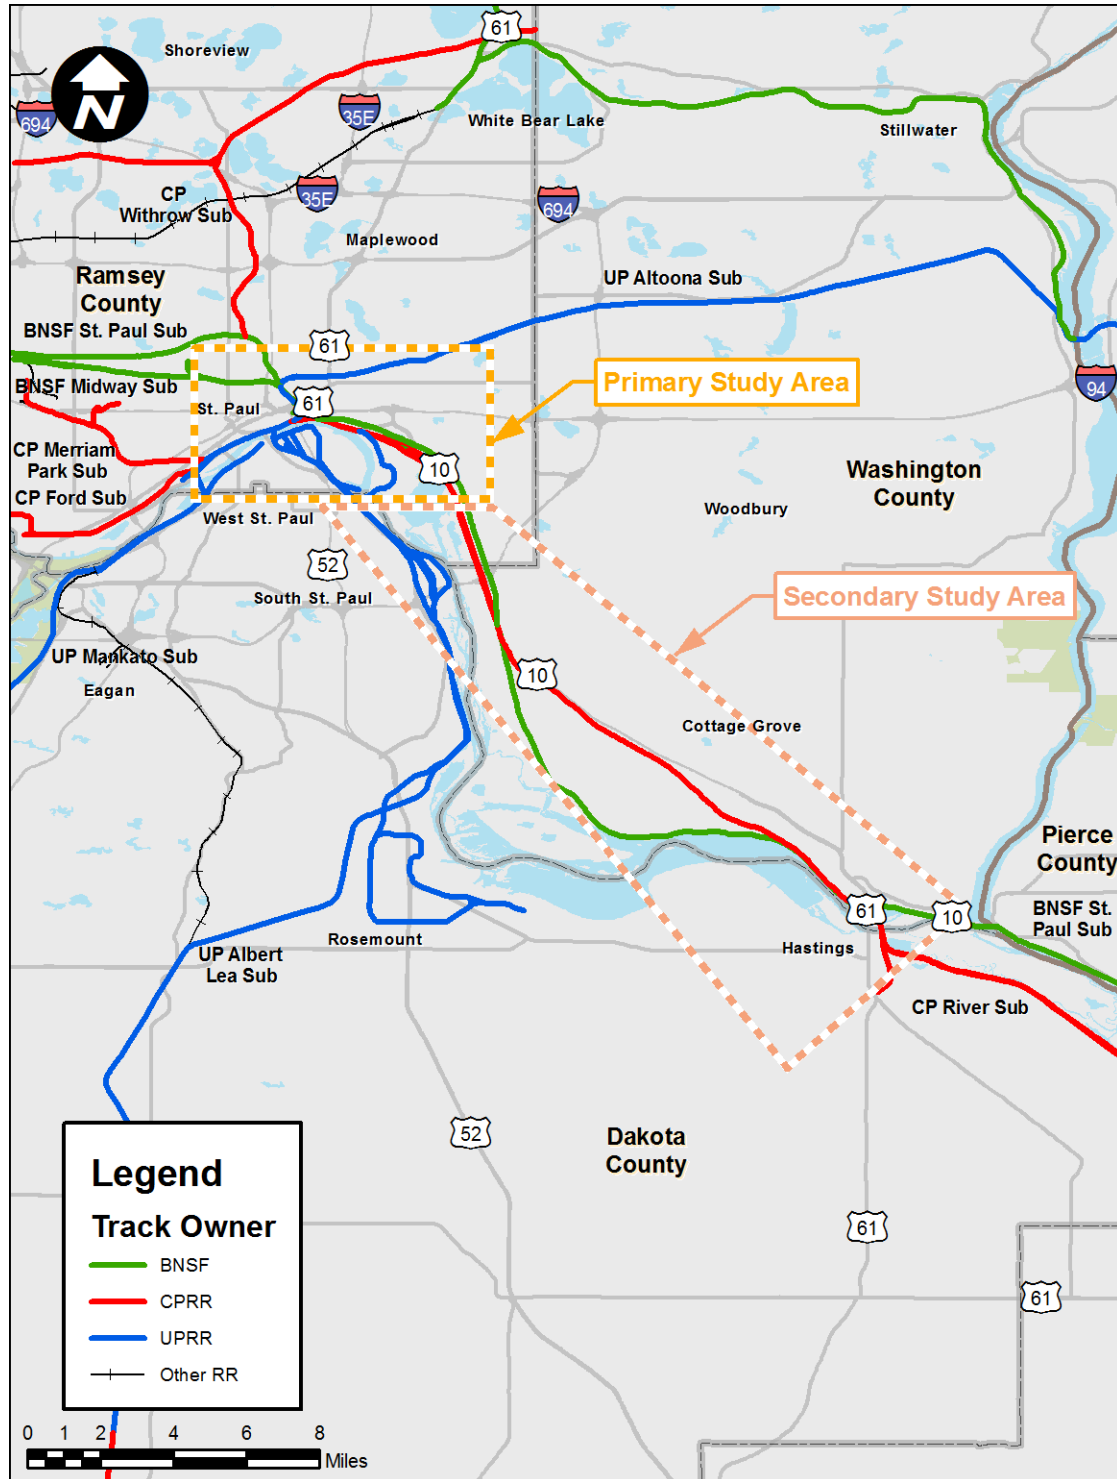 61
Shoreview
N
694
35E
White Bear Lake
Stillwater
CP
Withrow Sub
35E
694
Maplewood
Ramsey
County
UP Altoona Sub
BNSF St. Paul Sub
61
Primary Study Area
BNSF Midway Sub
94
St. Paul
61
CP Merriam
Park Sub
10
Washington
County
CP Ford Sub
West St. Paul
Woodbury
52
South St. Paul
Secondary Study Area
UP Mankato Sub
Eagan
10
Cottage Grove
Pierce
County
61
10
BNSF St.
Paul Sub
Rosemount
Hastings
UP Albert
Lea Sub
CP River Sub
52
Dakota
County
Legend
Track Owner
BNSF
CPRR
UPRR
Other RR
61
61
0 1 2 4 6 8
Miles